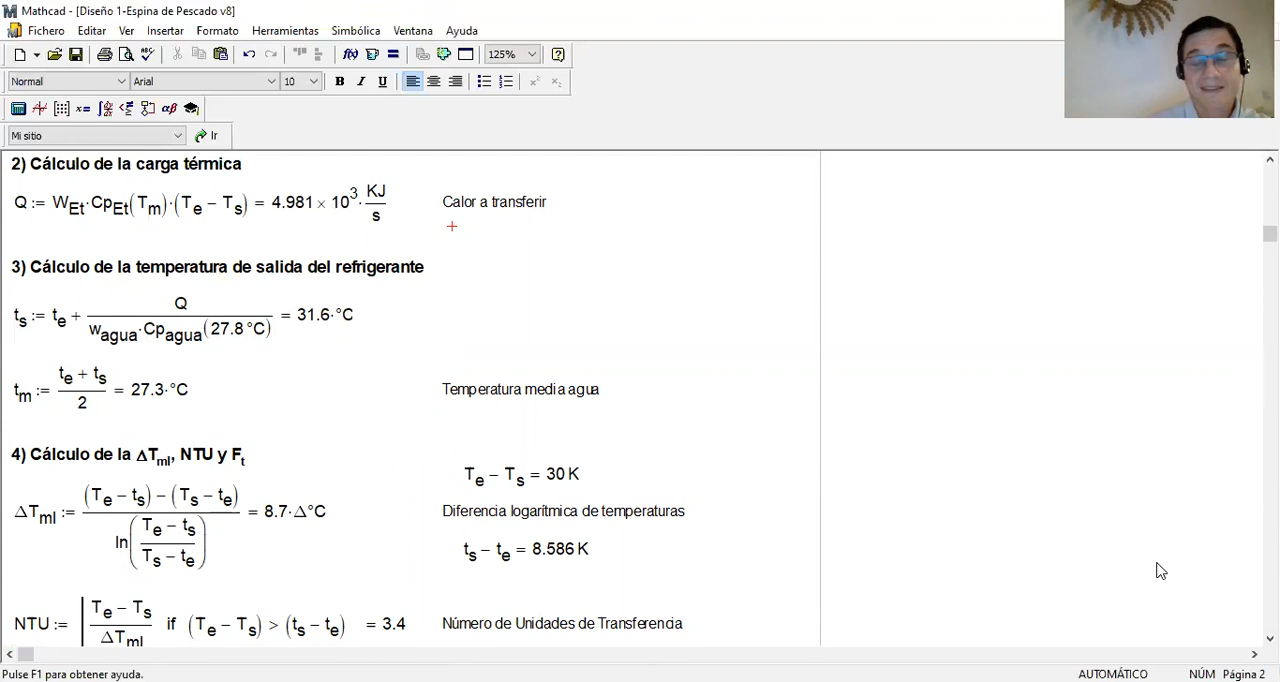 Mathcad - [Diseño 1-Espina de Pescado v8]
Fichero Editar Ver Insertar Formato Herramientas Simbólica Ventana Ayuda
125%
Normal Arial 10 B I U
Mi sitio Ir
2) Cálculo de la carga térmica
Q := W_Et·Cp_Et(T_m)·(T_e − T_s) = 4.981 × 10^3· KJ/s Calor a transferir
3) Cálculo de la temperatura de salida del refrigerante
t_s := t_e + Q/(w_agua·Cp_agua(27.8 °C)) = 31.6·°C
t_m := (t_e + t_s)/2 = 27.3·°C Temperatura media agua
4) Cálculo de la ΔT_ml, NTU y F_t
T_e − T_s = 30 K
ΔT_ml := ((T_e − t_s) − (T_s − t_e))/ln((T_e − t_s)/(T_s − t_e)) = 8.7·Δ°C Diferencia logarítmica de temperaturas
t_s − t_e = 8.586 K
NTU := | (T_e − T_s)/ΔT_ml if (T_e − T_s) > (t_s − t_e) = 3.4 Número de Unidades de Transferencia
Pulse F1 para obtener ayuda. AUTOMÁTICO NÚM Página 2